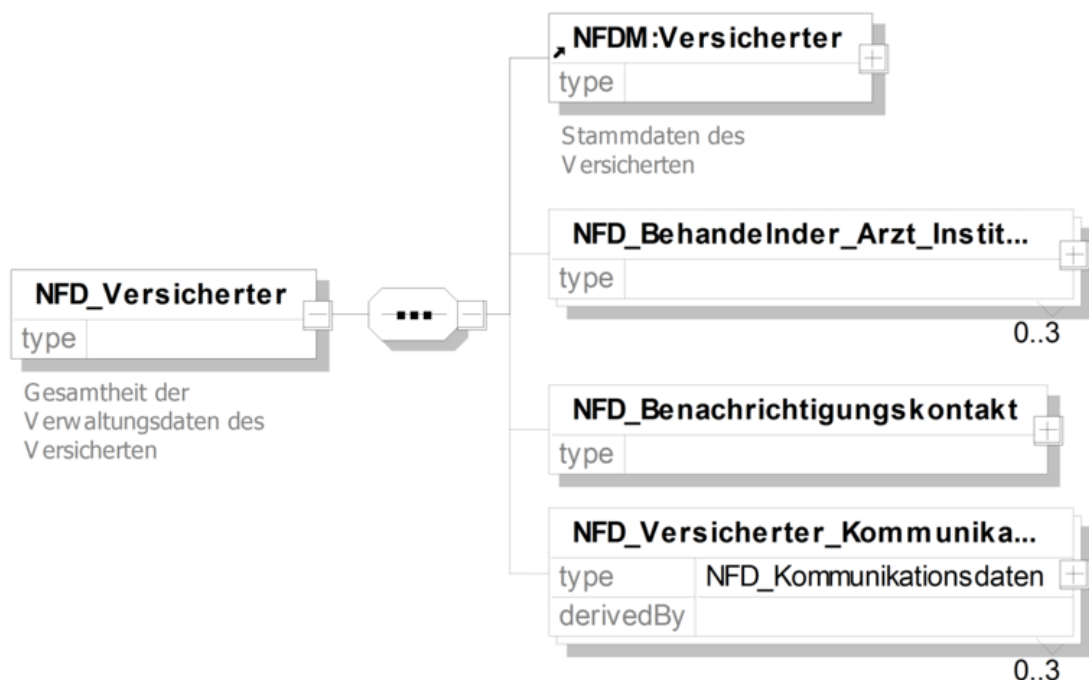 NFDM:Versicherter
type
Stammdaten des
Versicherten
NFD_Behandelnder_Arzt_Instit...
type
0..3
NFD_Versicherter
type
Gesamtheit der
Verwaltungsdaten des
Versicherten
NFD_Benachrichtigungskontakt
type
NFD_Versicherter_Kommunika...
type NFD_Kommunikationsdaten
derivedBy
0..3